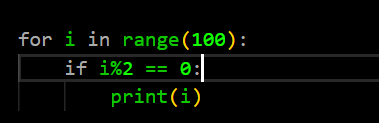 for i in range(100):
    if i%2 == 0:
        print(i)